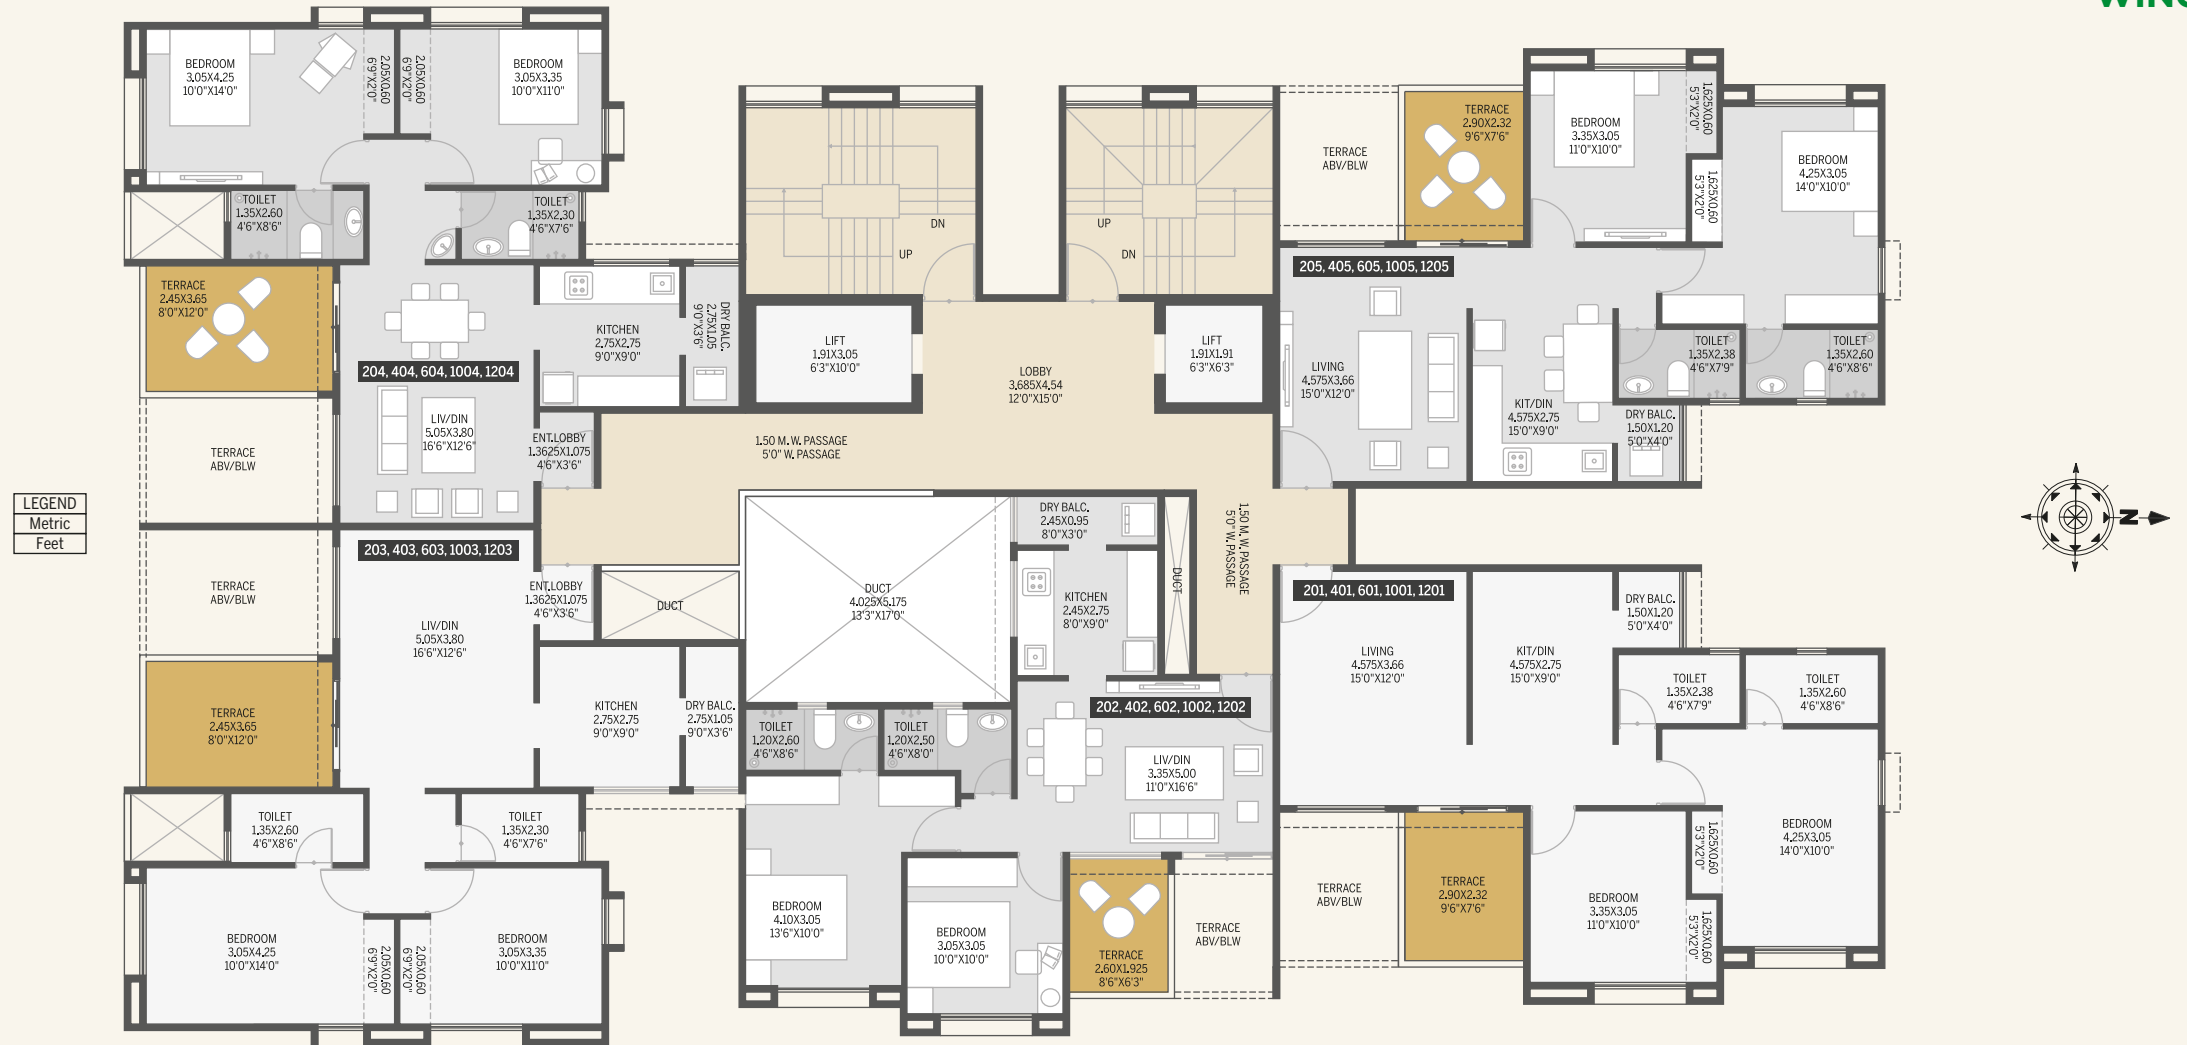 WING
BEDROOM
3.05X4.25
10'0"X14'0"
2.05X0.60
6'9"X2'0"
2.05X0.60
6'9"X2'0"
BEDROOM
3.05X3.35
10'0"X11'0"
TOILET
1.35X2.60
4'6"X8'6"
TOILET
1.35X2.30
4'6"X7'6"
TERRACE
2.45X3.65
8'0"X12'0"
KITCHEN
2.75X2.75
9'0"X9'0"
DRY BALC.
2.75X1.05
9'0"X3'6"
204, 404, 604, 1004, 1204
LIV/DIN
5.05X3.80
16'6"X12'6"
ENT.LOBBY
1.3625X1.075
4'6"X3'6"
TERRACE
ABV/BLW
DN
UP
UP
DN
LIFT
1.91X3.05
6'3"X10'0"
LOBBY
3.685X4.54
12'0"X15'0"
LIFT
1.91X1.91
6'3"X6'3"
1.50 M. W. PASSAGE
5'0" W. PASSAGE
TERRACE
ABV/BLW
TERRACE
2.90X2.32
9'6"X7'6"
BEDROOM
3.35X3.05
11'0"X10'0"
1.625X0.60
5'3"X2'0"
1.625X0.60
5'3"X2'0"
BEDROOM
4.25X3.05
14'0"X10'0"
205, 405, 605, 1005, 1205
LIVING
4.575X3.66
15'0"X12'0"
KIT/DIN
4.575X2.75
15'0"X9'0"
TOILET
1.35X2.38
4'6"X7'9"
TOILET
1.35X2.60
4'6"X8'6"
DRY BALC.
1.50X1.20
5'0"X4'0"
LEGEND
Metric
Feet
N
203, 403, 603, 1003, 1203
TERRACE
ABV/BLW
LIV/DIN
5.05X3.80
16'6"X12'6"
ENT.LOBBY
1.3625X1.075
4'6"X3'6"
DUCT
DUCT
4.025X5.175
13'3"X17'0"
DRY BALC.
2.45X0.95
8'0"X3'0"
KITCHEN
2.45X2.75
8'0"X9'0"
DUCT
1.50 M. W. PASSAGE
5'0" W. PASSAGE
201, 401, 601, 1001, 1201
LIVING
4.575X3.66
15'0"X12'0"
KIT/DIN
4.575X2.75
15'0"X9'0"
DRY BALC.
1.50X1.20
5'0"X4'0"
TOILET
1.35X2.38
4'6"X7'9"
TOILET
1.35X2.60
4'6"X8'6"
TERRACE
2.45X3.65
8'0"X12'0"
KITCHEN
2.75X2.75
9'0"X9'0"
DRY BALC.
2.75X1.05
9'0"X3'6"
TOILET
1.20X2.60
4'6"X8'6"
TOILET
1.20X2.50
4'6"X8'0"
202, 402, 602, 1002, 1202
LIV/DIN
3.35X5.00
11'0"X16'6"
TOILET
1.35X2.60
4'6"X8'6"
TOILET
1.35X2.30
4'6"X7'6"
BEDROOM
3.05X4.25
10'0"X14'0"
2.05X0.60
6'9"X2'0"
2.05X0.60
6'9"X2'0"
BEDROOM
3.05X3.35
10'0"X11'0"
BEDROOM
4.10X3.05
13'6"X10'0"
BEDROOM
3.05X3.05
10'0"X10'0"
TERRACE
2.60X1.925
8'6"X6'3"
TERRACE
ABV/BLW
TERRACE
ABV/BLW
TERRACE
2.90X2.32
9'6"X7'6"
BEDROOM
3.35X3.05
11'0"X10'0"
1.625X0.60
5'3"X2'0"
1.625X0.60
5'3"X2'0"
BEDROOM
4.25X3.05
14'0"X10'0"